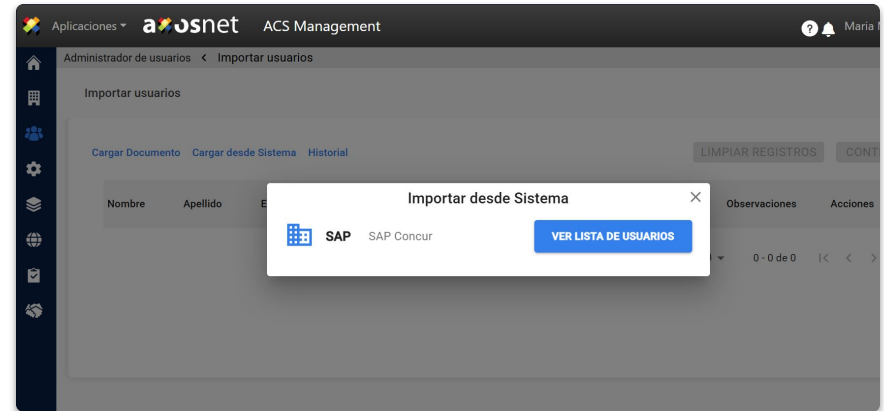 Aplicaciones axosnet ACS Management ? Maria
Administrador de usuarios < Importar usuarios
Importar usuarios
Cargar Documento Cargar desde Sistema Historial LIMPIAR REGISTROS
Importar desde Sistema ×
Nombre Apellido Observaciones Acciones
SAP SAP Concur VER LISTA DE USUARIOS
0 - 0 de 0 |< < >